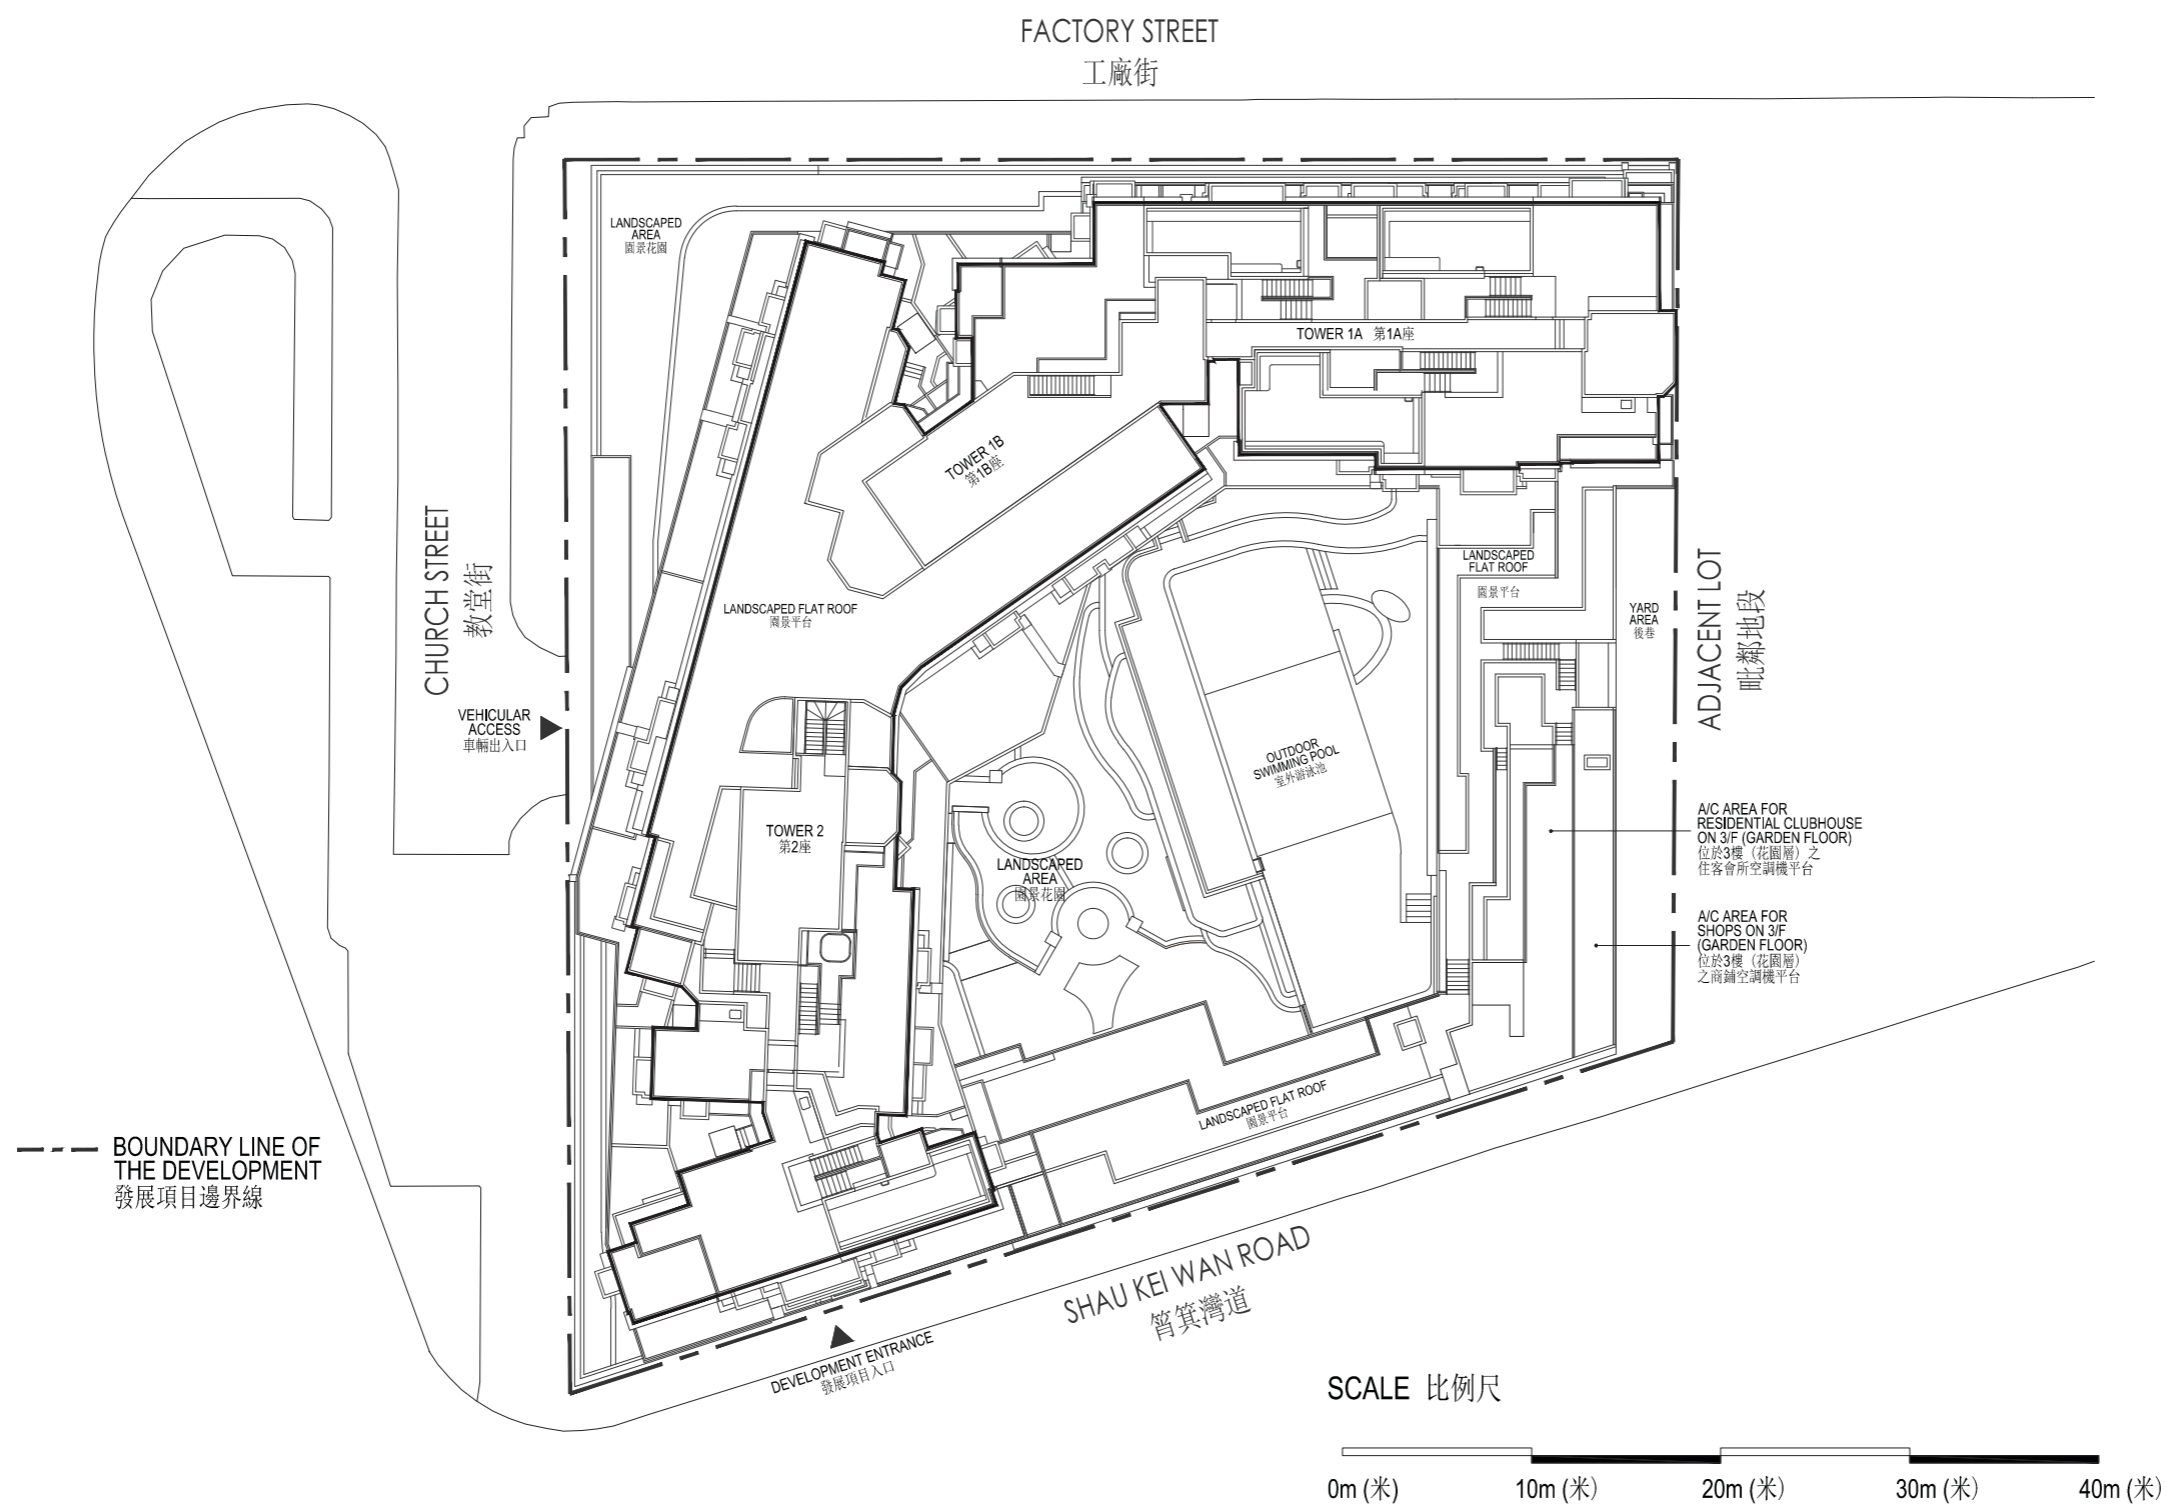 FACTORY STREET
工廠街
LANDSCAPED
AREA
園景花園
TOWER 1A 第1A座
TOWER 1B
第1B座
CHURCH STREET
教堂街
LANDSCAPED FLAT ROOF
園景平台
LANDSCAPED
FLAT ROOF
園景平台
YARD
AREA
後巷
ADJACENT LOT
毗鄰地段
VEHICULAR
ACCESS
車輛出入口
OUTDOOR
SWIMMING POOL
室外游泳池
TOWER 2
第2座
LANDSCAPED
AREA
園景花園
A/C AREA FOR
RESIDENTIAL CLUBHOUSE
ON 3/F (GARDEN FLOOR)
位於3樓（花園層）之
住客會所空調機平台
A/C AREA FOR
SHOPS ON 3/F
(GARDEN FLOOR)
位於3樓（花園層）
之商鋪空調機平台
LANDSCAPED FLAT ROOF
園景平台
BOUNDARY LINE OF
THE DEVELOPMENT
發展項目邊界線
SHAU KEI WAN ROAD
筲箕灣道
DEVELOPMENT ENTRANCE
發展項目入口
SCALE 比例尺
0m (米) 10m (米) 20m (米) 30m (米) 40m (米)